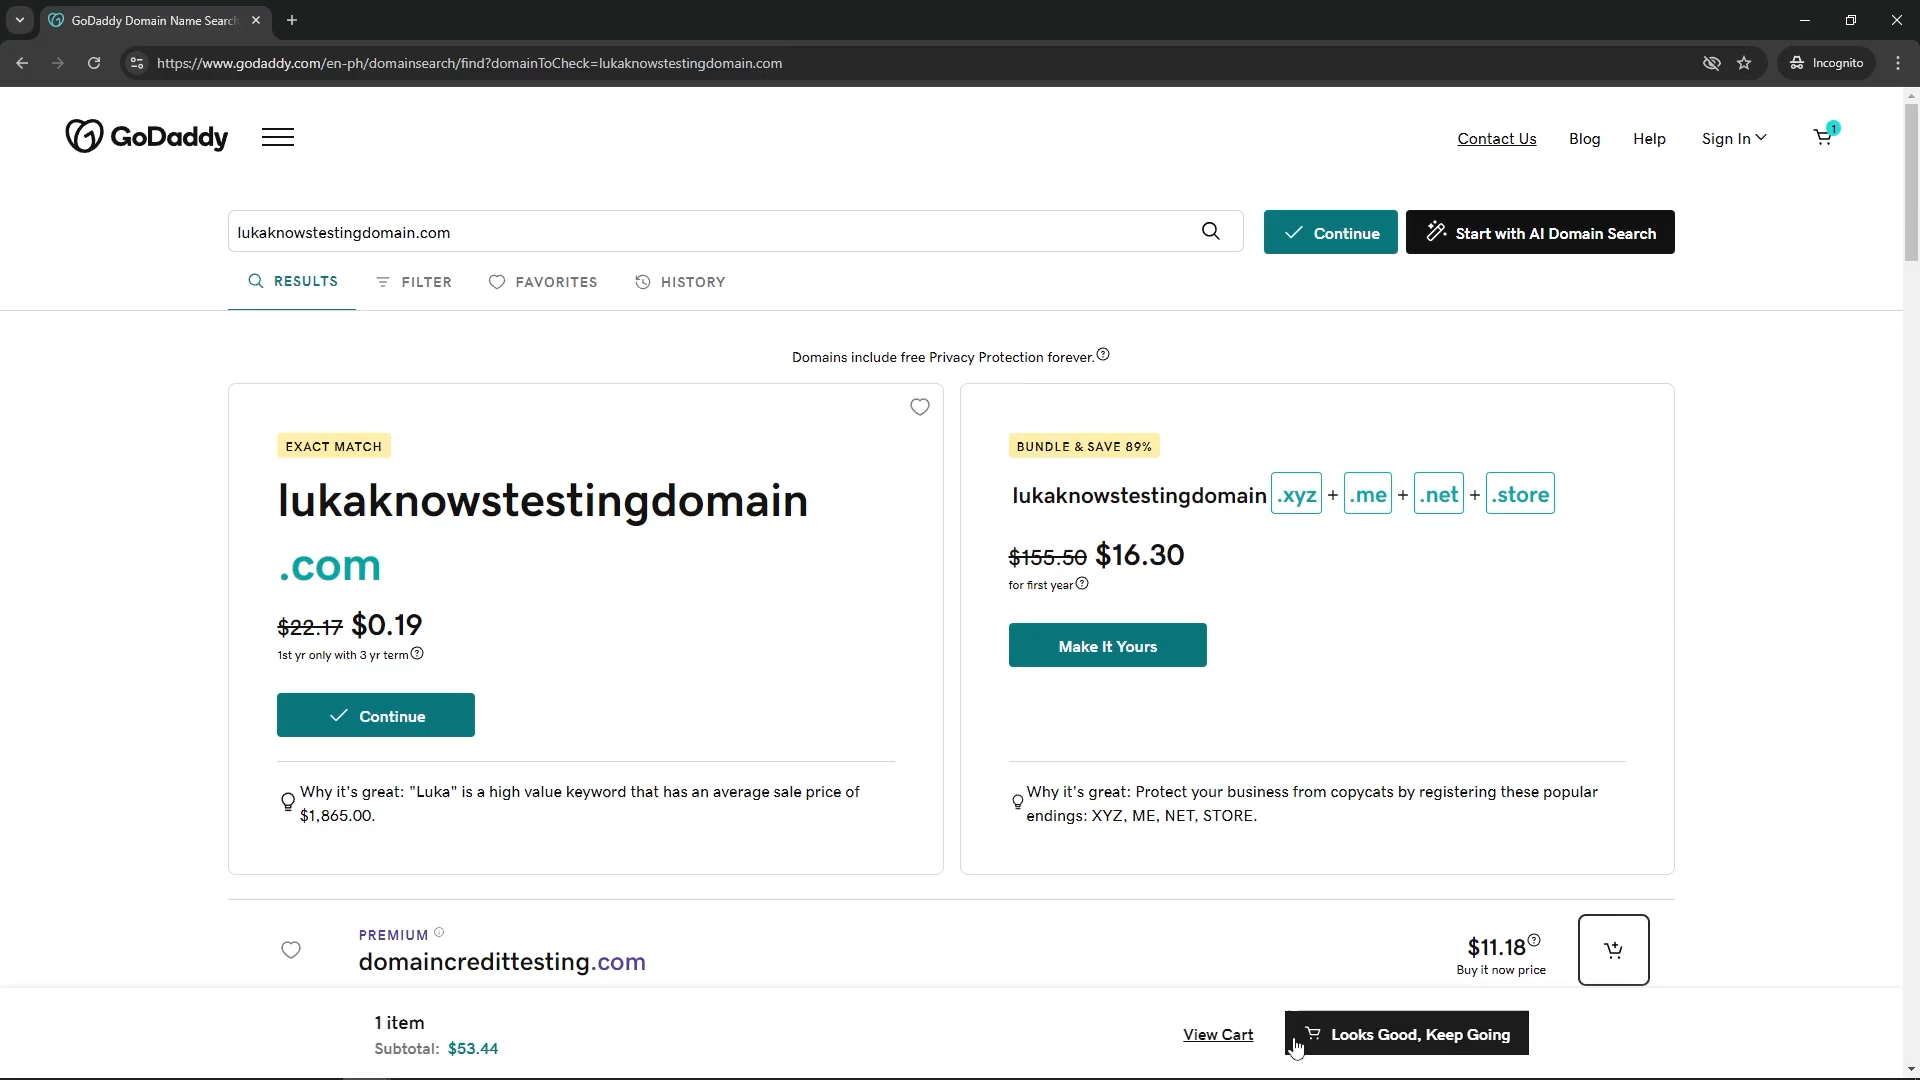 GoDaddy Domain Name Search
https://www.godaddy.com/en-ph/domainsearch/find?domainToCheck=lukaknowstestingdomain.com
Incognito
GoDaddy
Contact Us
Blog
Help
Sign In
1
lukaknowstestingdomain.com
Continue
Start with AI Domain Search
RESULTS
FILTER
FAVORITES
HISTORY
Domains include free Privacy Protection forever.
EXACT MATCH
lukaknowstestingdomain
.com
$22.17 $0.19
1st yr only with 3 yr term
Continue
Why it's great: "Luka" is a high value keyword that has an average sale price of
$1,865.00.
BUNDLE & SAVE 89%
lukaknowstestingdomain .xyz + .me + .net + .store
$155.50 $16.30
for first year
Make It Yours
Why it's great: Protect your business from copycats by registering these popular
endings: XYZ, ME, NET, STORE.
PREMIUM
domaincredittesting.com
$11.18
Buy it now price
1 item
Subtotal: $53.44
View Cart
Looks Good, Keep Going